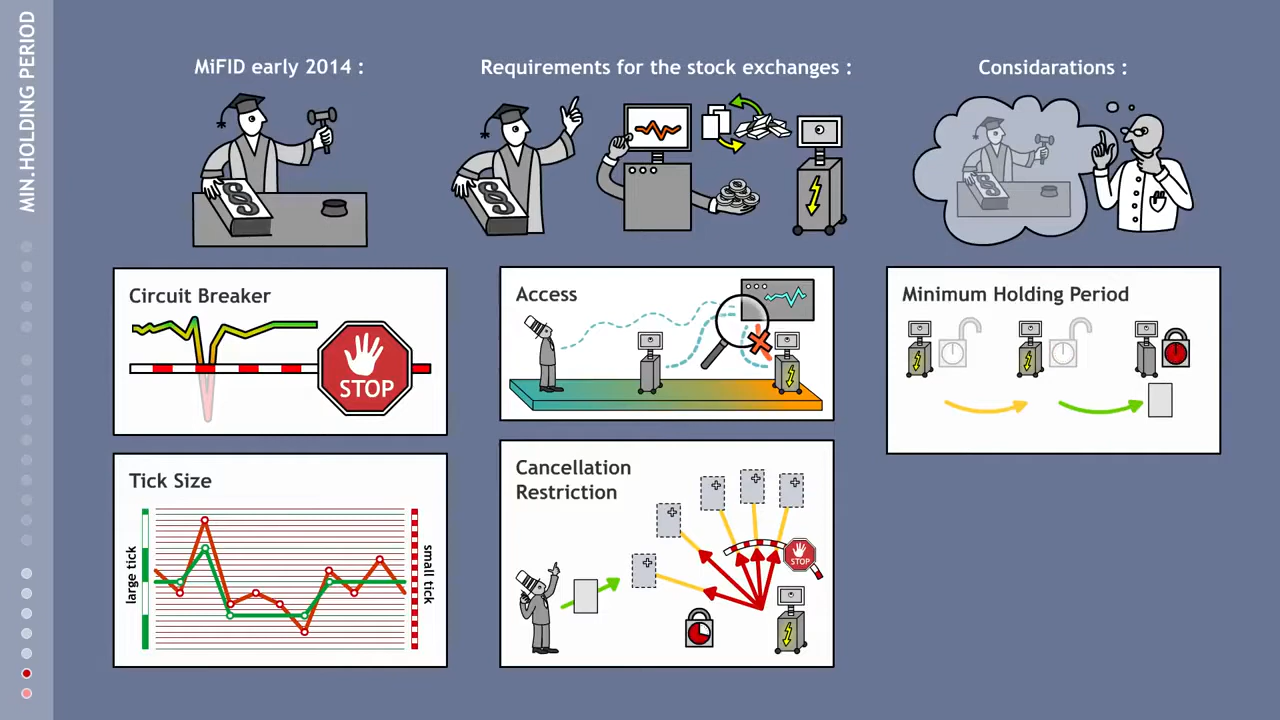 MIN.HOLDING PERIOD
MiFID early 2014 :
Requirements for the stock exchanges :
Considarations :
Circuit Breaker
STOP
Tick Size
large tick
small tick
Access
Cancellation
Restriction
STOP
Minimum Holding Period